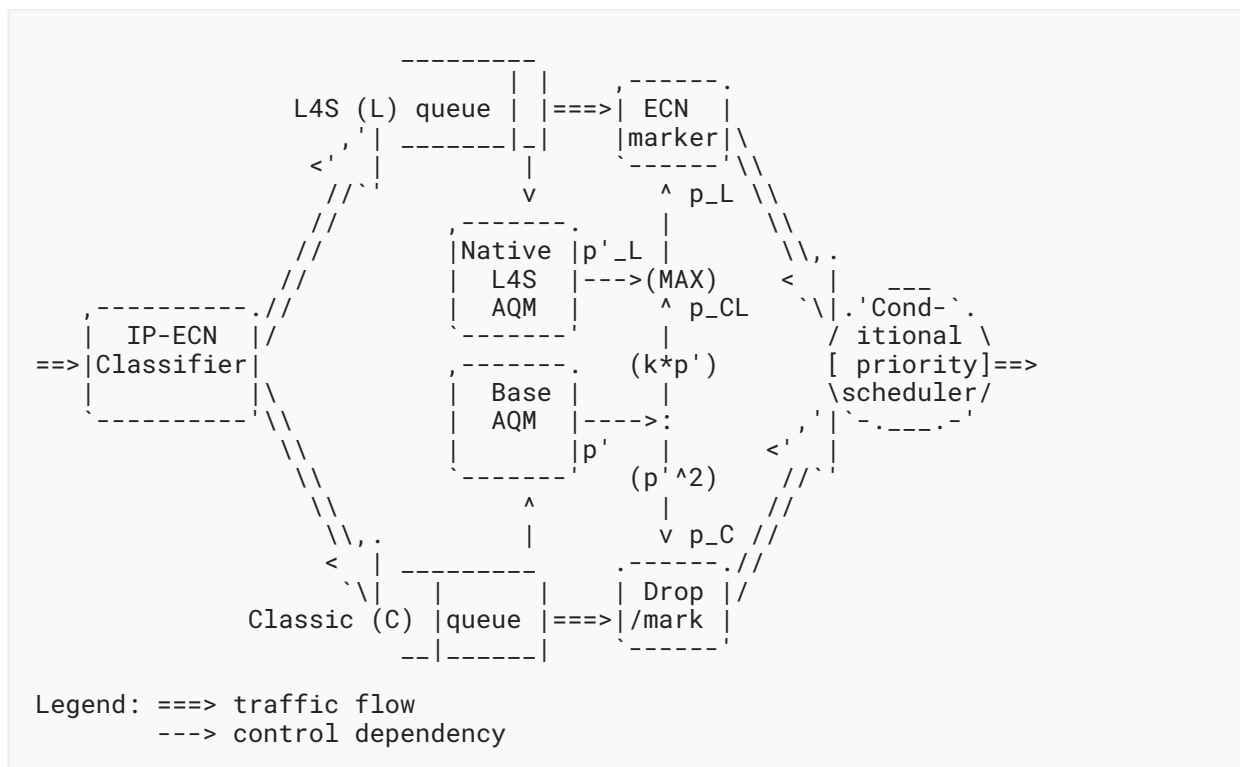 L4S (L) queue | |===>| ECN |
|marker|
p_L
|Native |p'_L |
| L4S |--->(MAX)
| AQM | ^ p_CL
.'Cond-`.
| IP-ECN
/ itional \
==>|Classifier|
(k*p')
[ priority]==>
| Base |
\scheduler/
| AQM |---->:
|p'
(p'^2)
p_C
| Drop |
Classic (C) |queue |===>|/mark |
Legend: ===> traffic flow
---> control dependency